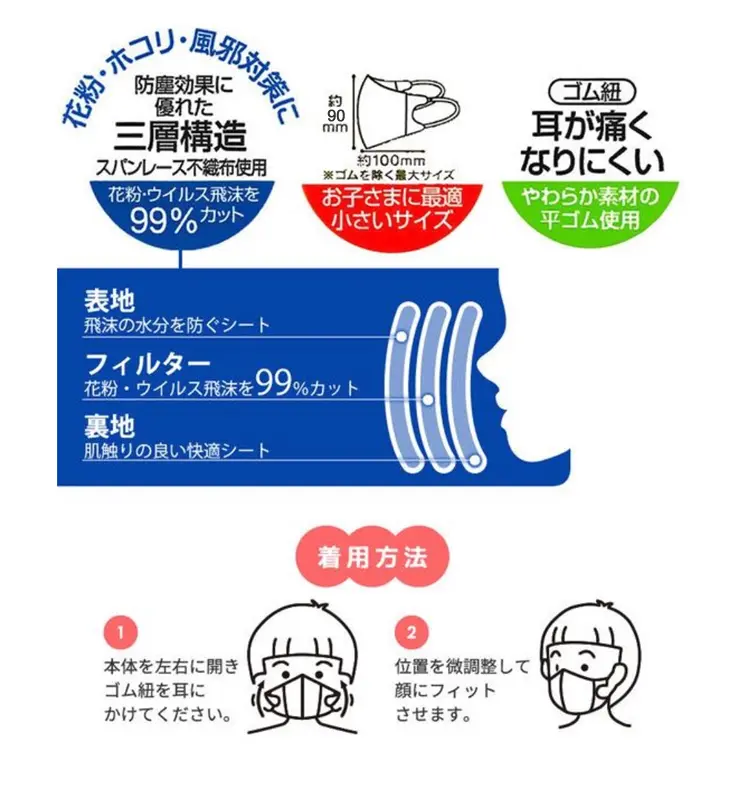 花粉・ホコリ・風邪対策に
防塵効果に
優れた
三層構造
スパンレース不織布使用
花粉・ウイルス飛沫を
99%カット
約
90
mm
約100mm
※ゴムを除く最大サイズ
お子さまに最適
小さいサイズ
ゴム紐
耳が痛く
なりにくい
やわらか素材の
平ゴム使用
表地
飛沫の水分を防ぐシート
フィルター
花粉・ウイルス飛沫を99%カット
裏地
肌触りの良い快適シート
着用方法
1
本体を左右に開き
ゴム紐を耳に
かけてください。
2
位置を微調整して
顔にフィット
させます。